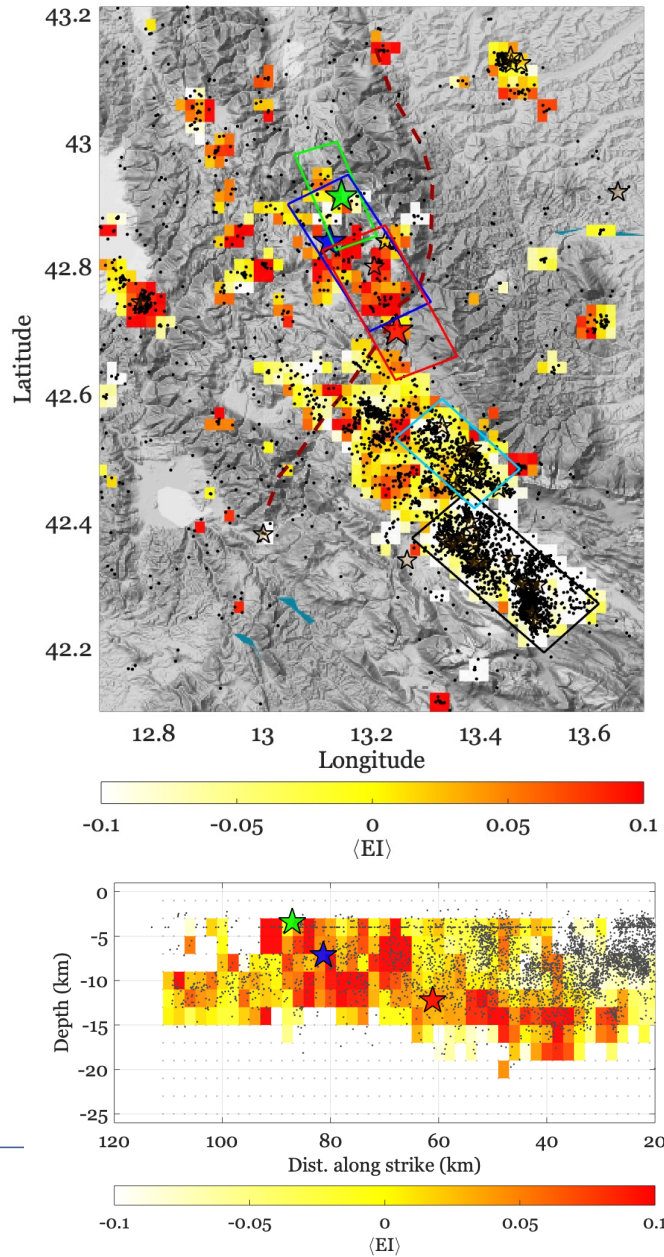 43.2
43
42.8
42.6
42.4
42.2
Latitude
12.8 13 13.2 13.4 13.6
Longitude
-0.1 -0.05 0 0.05 0.1
⟨EI⟩
0
-5
-10
-15
-20
-25
Depth (km)
120 100 80 60 40 20
Dist. along strike (km)
-0.1 -0.05 0 0.05 0.1
⟨EI⟩